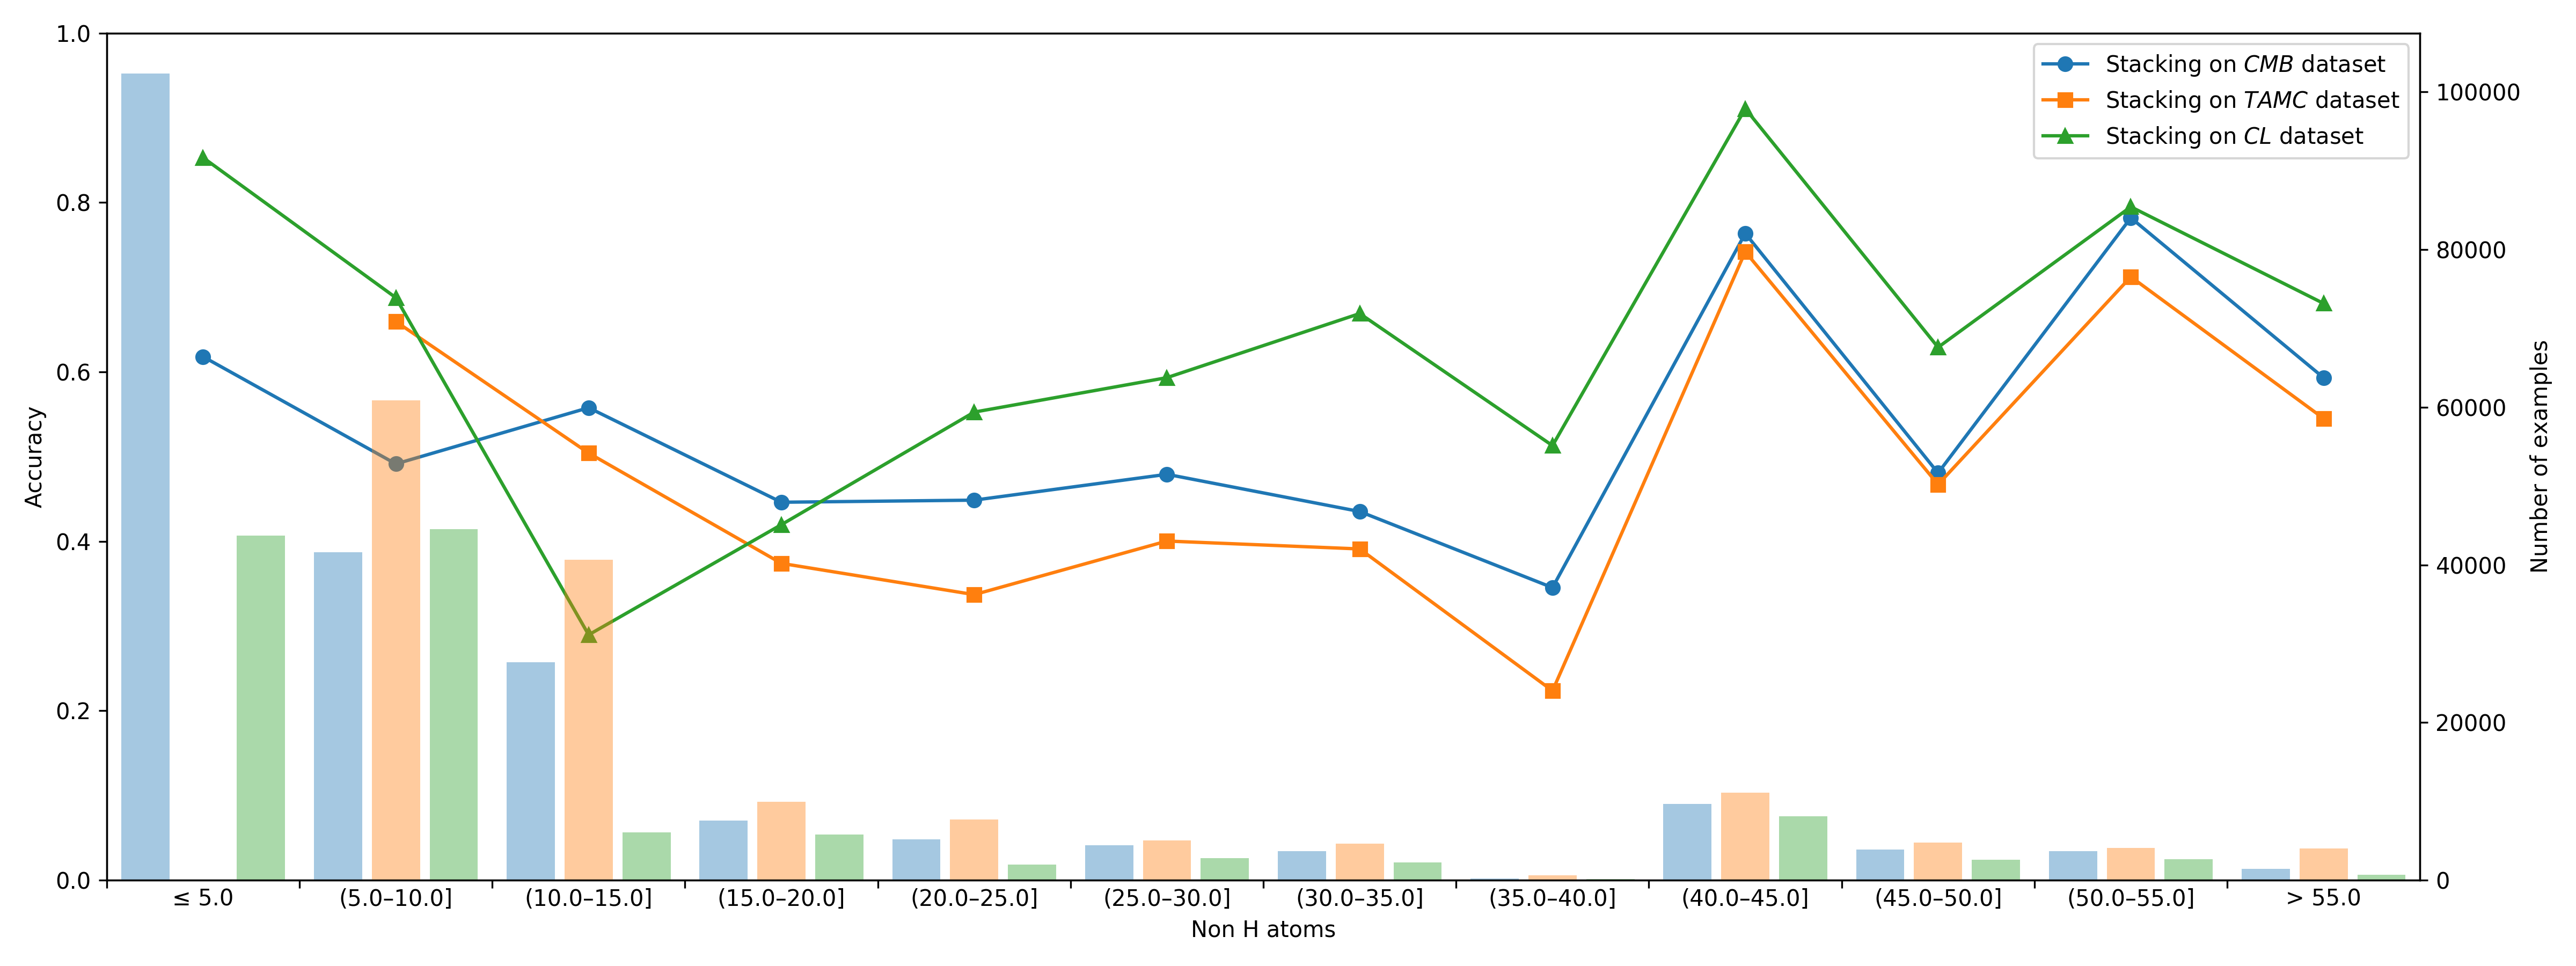 Stacking on CMB dataset
Stacking on TAMC dataset
Stacking on CL dataset
Accuracy
1.0
0.8
0.6
0.4
0.2
0.0
Number of examples
100000
80000
60000
40000
20000
0
≤ 5.0 (5.0–10.0] (10.0–15.0] (15.0–20.0] (20.0–25.0] (25.0–30.0] (30.0–35.0] (35.0–40.0] (40.0–45.0] (45.0–50.0] (50.0–55.0] > 55.0
Non H atoms